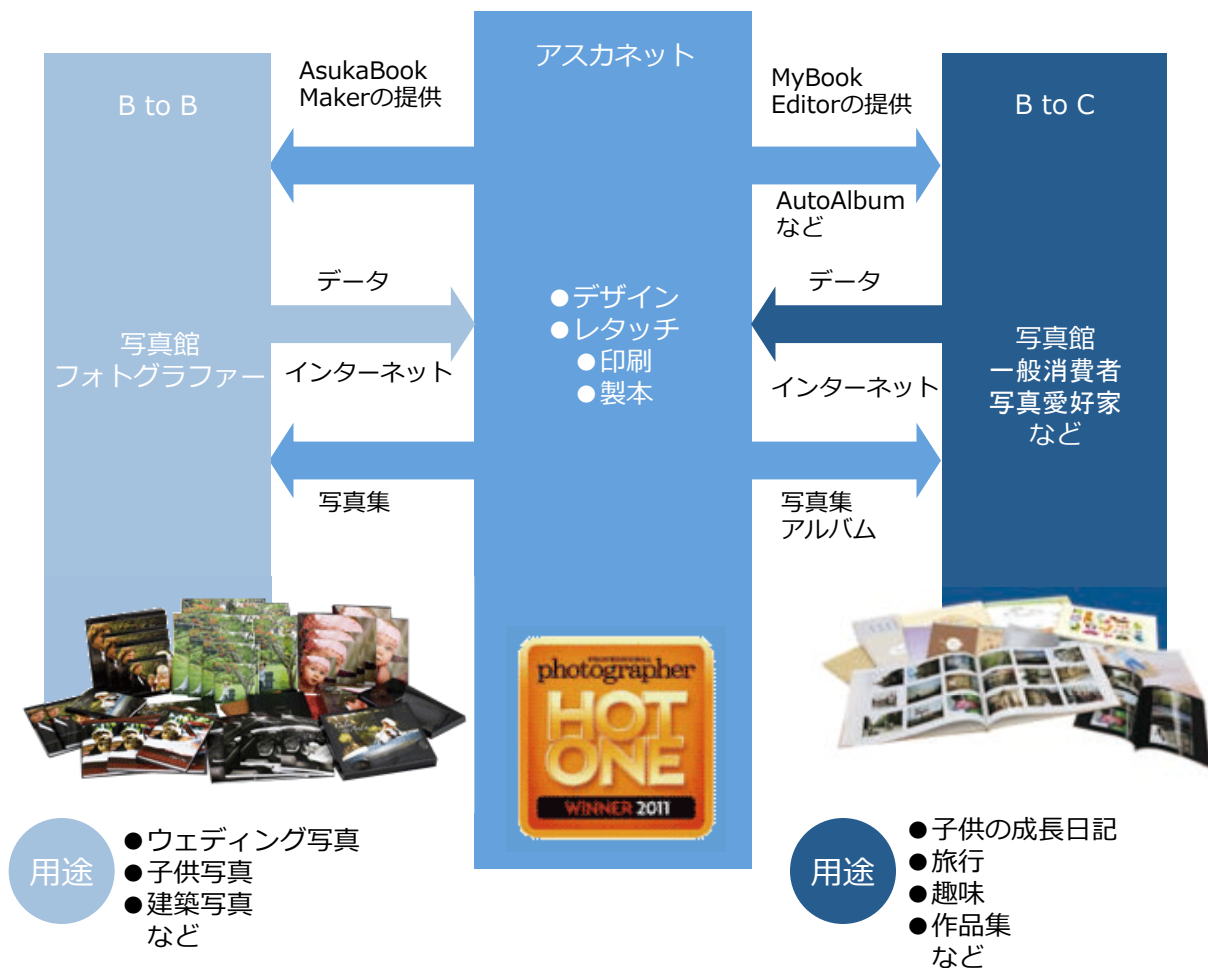 アスカネット
B to B
AsukaBook
Makerの提供
MyBook
Editorの提供
B to C
AutoAlbum
など
データ
データ
●デザイン
●レタッチ
●印刷
●製本
写真館
フォトグラファー
インターネット
インターネット
写真館
一般消費者
写真愛好家
など
写真集
写真集
アルバム
PROFESSIONAL
photographer
HOT
ONE
WINNER 2011
用途
●ウェディング写真
●子供写真
●建築写真
など
用途
●子供の成長日記
●旅行
●趣味
●作品集
など